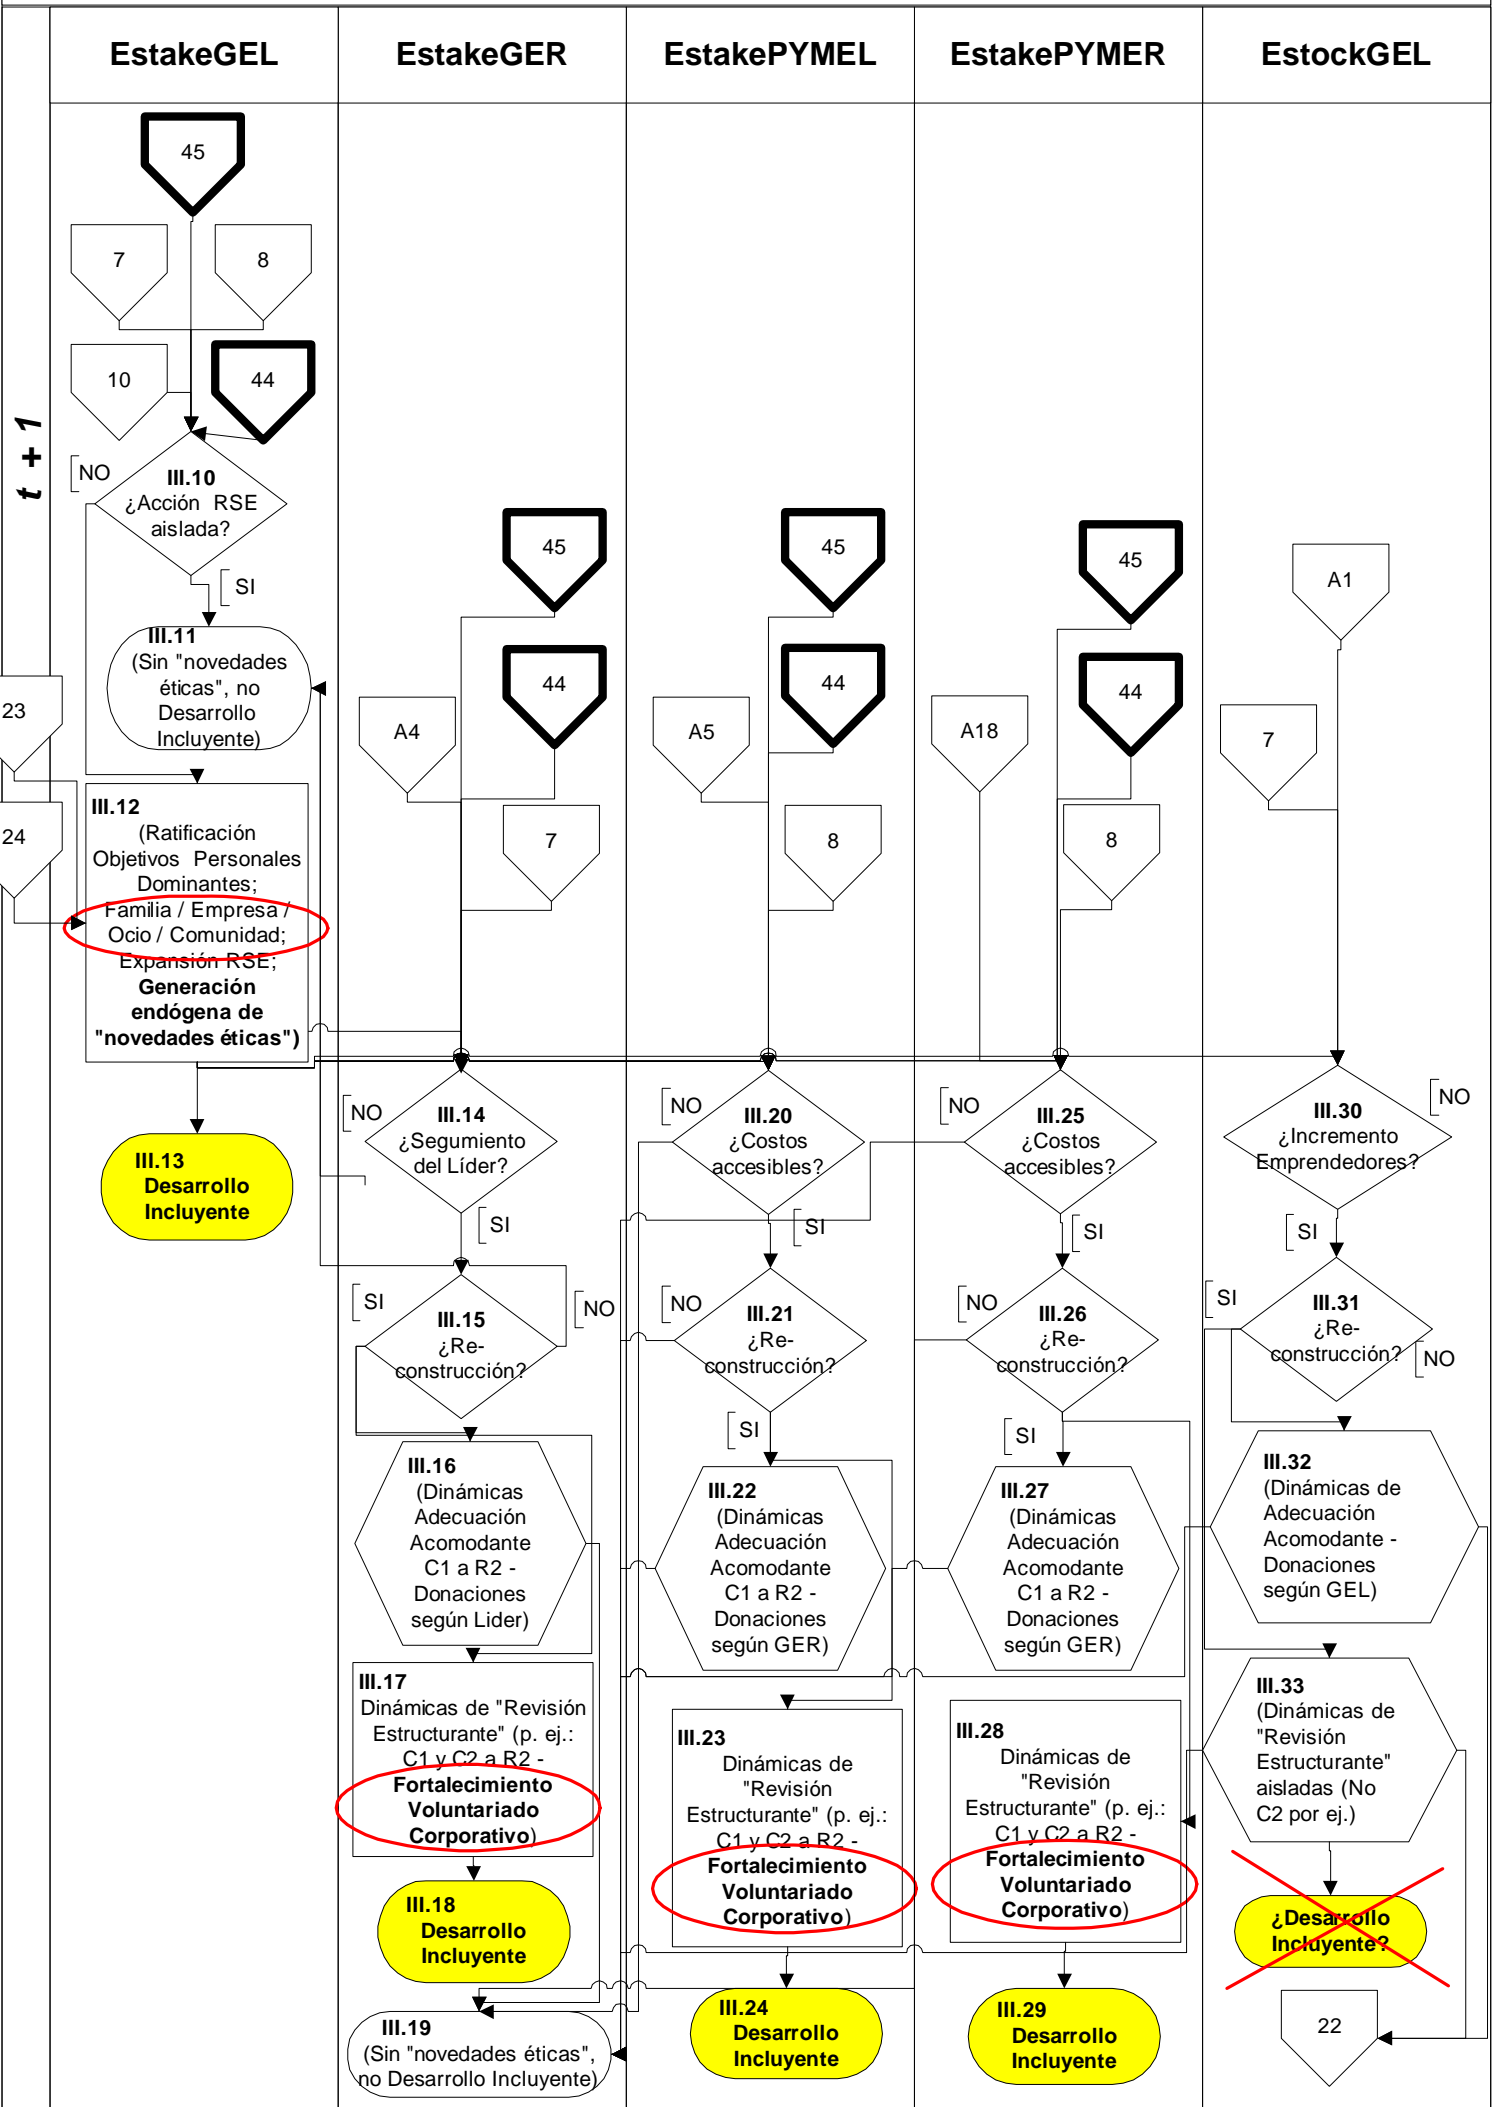 EstakeGEL
EstakeGER
EstakePYMEL
EstakePYMER
EstockGEL
t + 1
45
7
8
10
44
NO
III.10
¿Acción RSE
aislada?
SI
III.11
(Sin "novedades
éticas", no
Desarrollo
Incluyente)
23
24
III.12
(Ratificación
Objetivos Personales
Dominantes;
Familia / Empresa /
Ocio / Comunidad;
Expansión RSE;
Generación
endógena de
"novedades éticas")
III.13
Desarrollo
Incluyente
45
44
A4
7
NO
III.14
¿Segumiento
del Líder?
SI
SI
III.15
¿Re-
construcción?
NO
III.16
(Dinámicas
Adecuación
Acomodante
C1 a R2 -
Donaciones
según Lider)
III.17
Dinámicas de "Revisión
Estructurante" (p. ej.:
C1 y C2 a R2 -
Fortalecimiento
Voluntariado
Corporativo)
III.18
Desarrollo
Incluyente
III.19
(Sin "novedades éticas",
no Desarrollo Incluyente)
45
44
A5
8
NO
III.20
¿Costos
accesibles?
SI
NO
III.21
¿Re-
construcción?
SI
III.22
(Dinámicas
Adecuación
Acomodante
C1 a R2 -
Donaciones
según GER)
III.23
Dinámicas de
"Revisión
Estructurante" (p. ej.:
C1 y C2 a R2 -
Fortalecimiento
Voluntariado
Corporativo)
III.24
Desarrollo
Incluyente
45
44
A18
8
NO
III.25
¿Costos
accesibles?
SI
NO
III.26
¿Re-
construcción?
SI
III.27
(Dinámicas
Adecuación
Acomodante
C1 a R2 -
Donaciones
según GER)
III.28
Dinámicas de
"Revisión
Estructurante" (p. ej.:
C1 y C2 a R2 -
Fortalecimiento
Voluntariado
Corporativo)
III.29
Desarrollo
Incluyente
A1
7
NO
III.30
¿Incremento
Emprendedores?
SI
SI
III.31
¿Re-
construcción?
NO
III.32
(Dinámicas de
Adecuación
Acomodante -
Donaciones
según GEL)
III.33
(Dinámicas de
"Revisión
Estructurante"
aisladas (No
C2 por ej.)
¿Desarrollo
Incluyente?
22